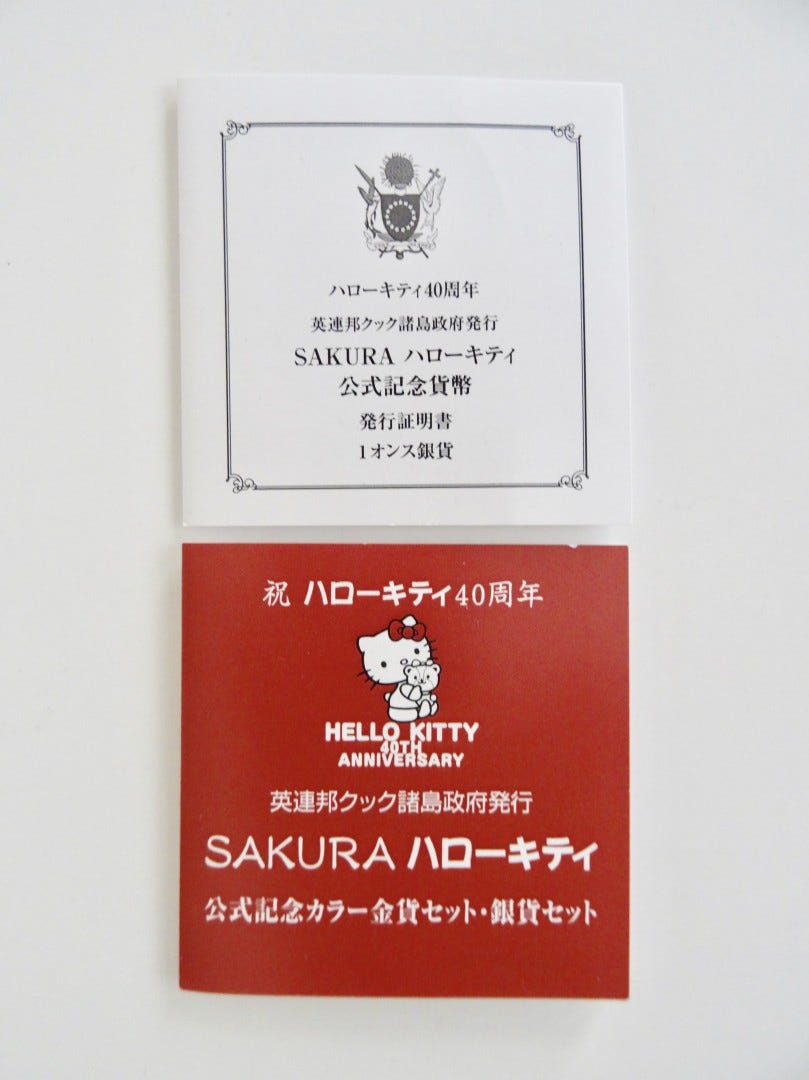 ハローキティ40周年
英連邦クック諸島政府発行
SAKURA ハローキティ
公式記念貨幣
発行証明書
1オンス銀貨
祝 ハローキティ40周年
HELLO KITTY
40TH
ANNIVERSARY
英連邦クック諸島政府発行
SAKURA ハローキティ
公式記念カラー金貨セット・銀貨セット